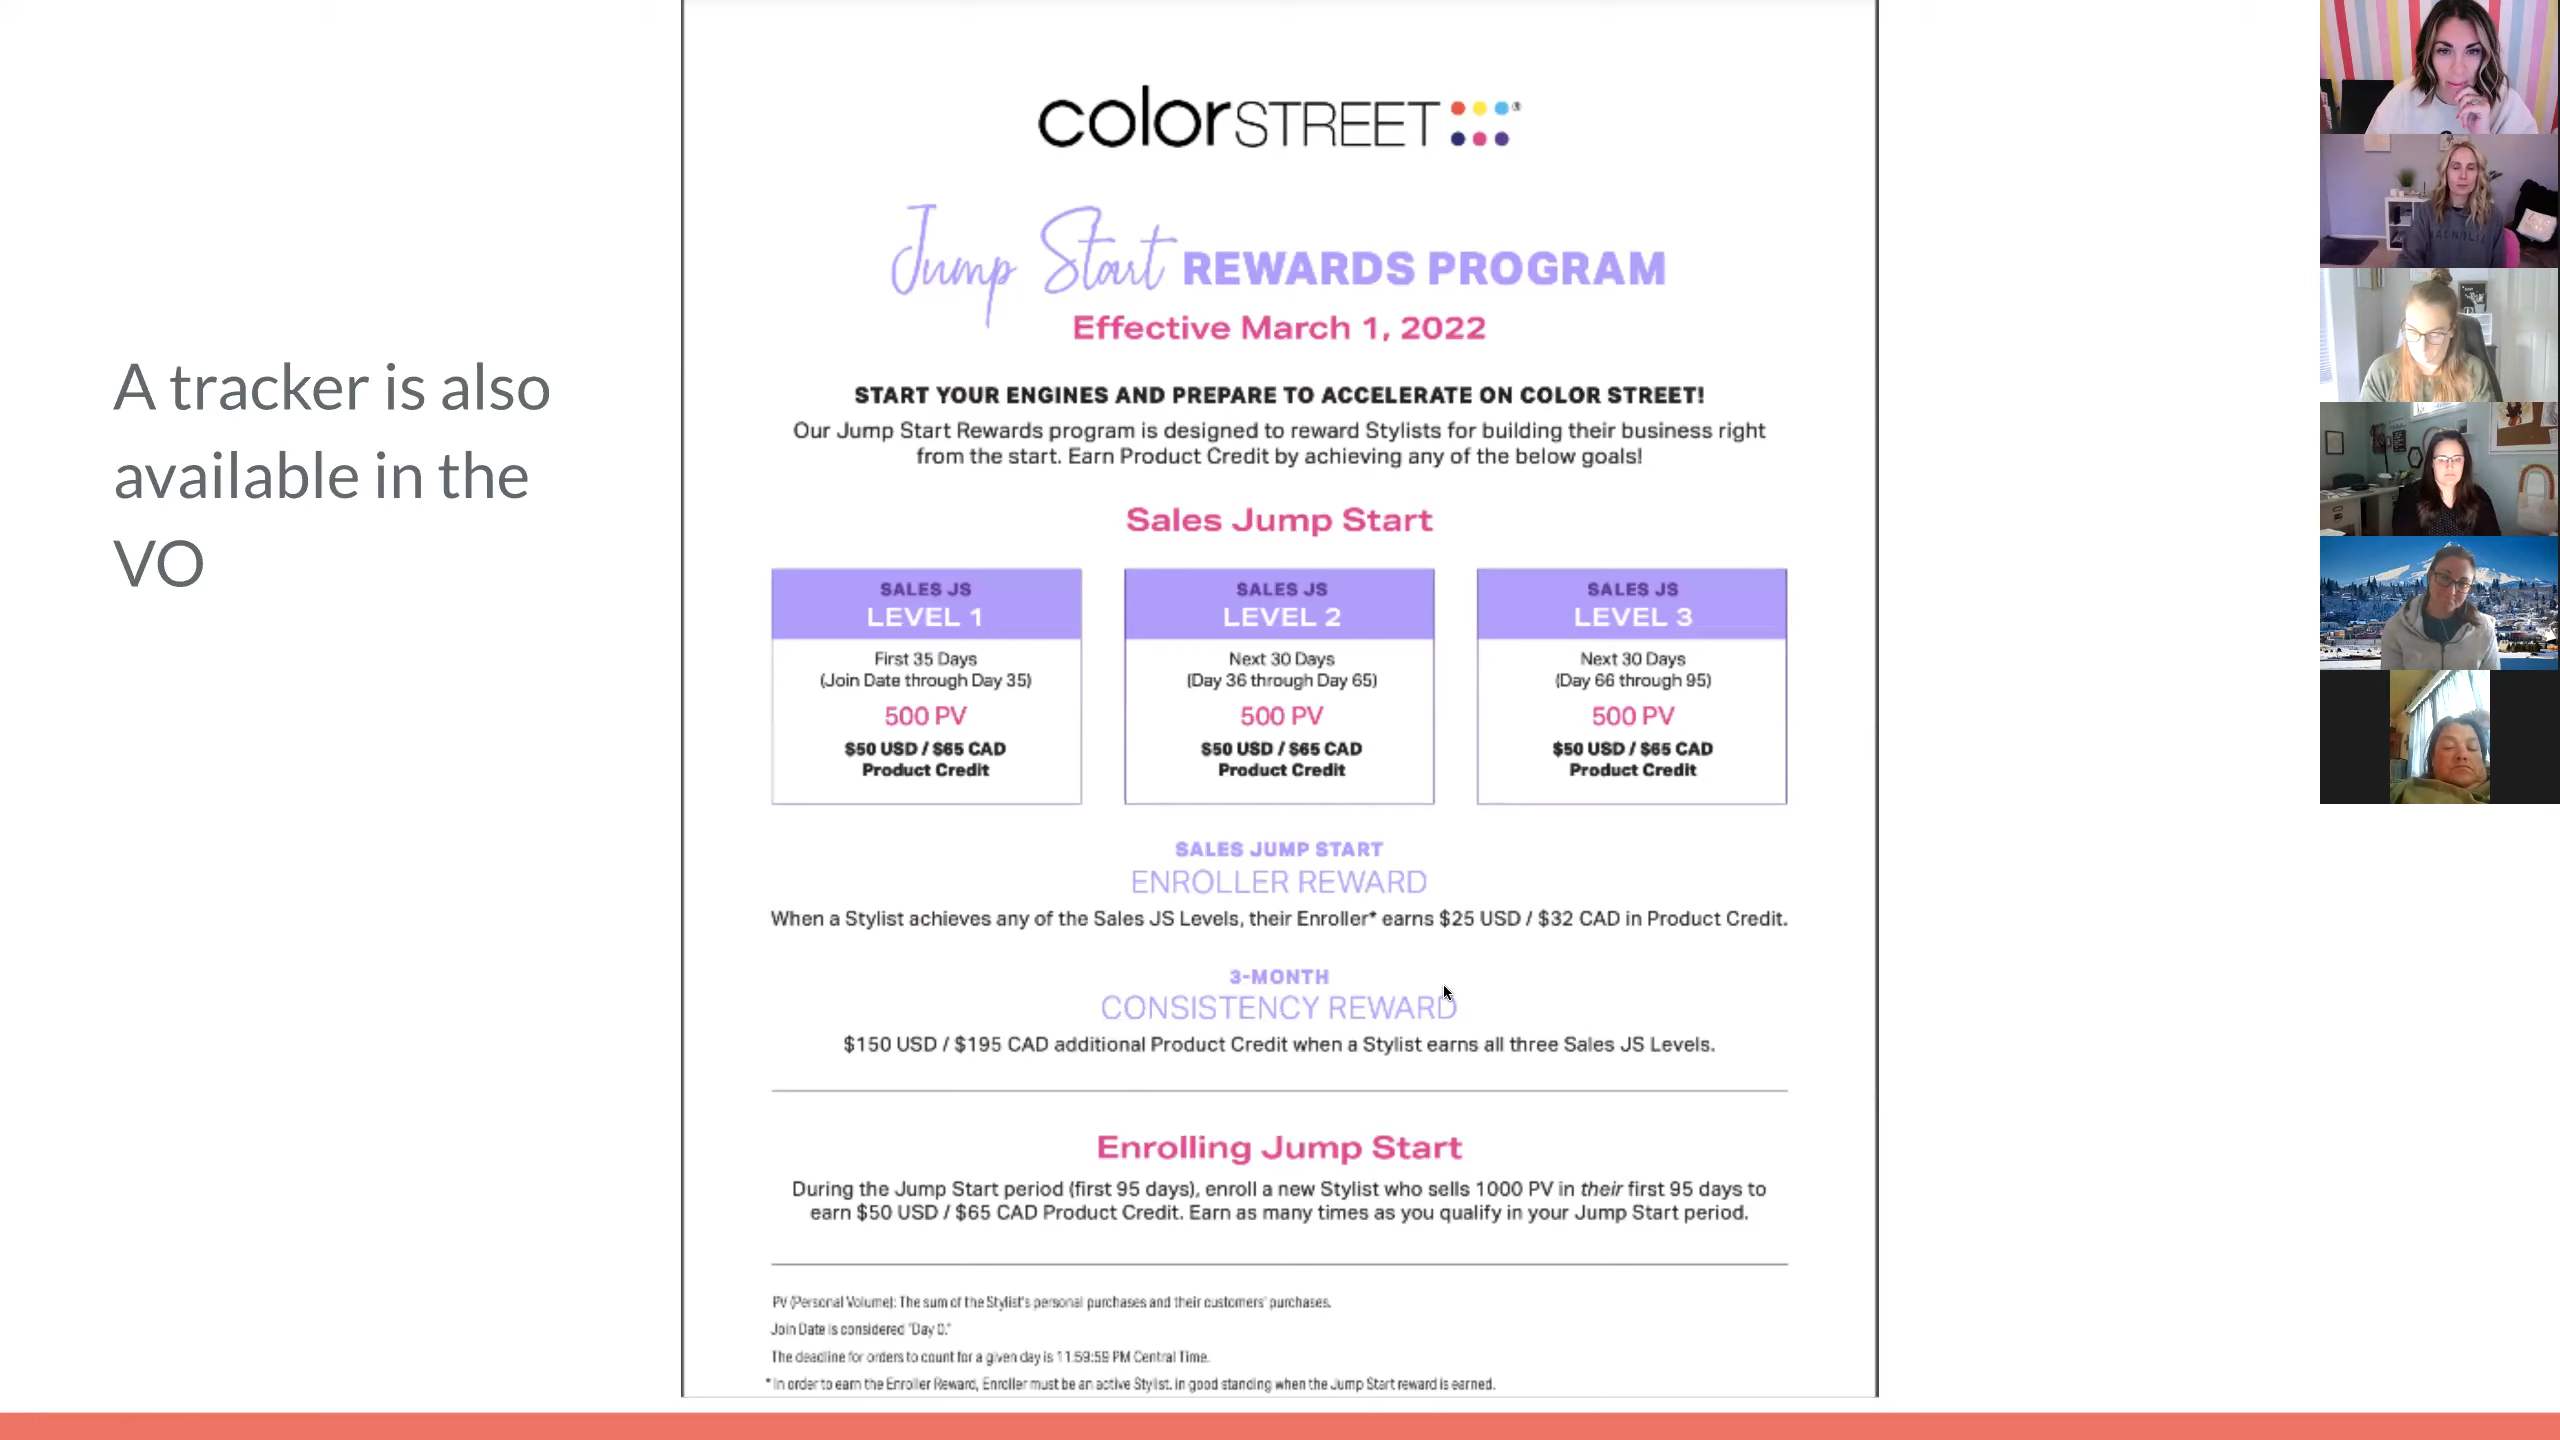 A tracker is also
available in the
VO
colorSTREET®
Jump Start REWARDS PROGRAM
Effective March 1, 2022
START YOUR ENGINES AND PREPARE TO ACCELERATE ON COLOR STREET!
Our Jump Start Rewards program is designed to reward Stylists for building their business right
from the start. Earn Product Credit by achieving any of the below goals!
Sales Jump Start
SALES JS
LEVEL 1
First 35 Days
(Join Date through Day 35)
500 PV
$50 USD / $65 CAD
Product Credit
SALES JS
LEVEL 2
Next 30 Days
(Day 36 through Day 65)
500 PV
$50 USD / $65 CAD
Product Credit
SALES JS
LEVEL 3
Next 30 Days
(Day 66 through 95)
500 PV
$50 USD / $65 CAD
Product Credit
SALES JUMP START
ENROLLER REWARD
When a Stylist achieves any of the Sales JS Levels, their Enroller* earns $25 USD / $32 CAD in Product Credit.
3-MONTH
CONSISTENCY REWARD
$150 USD / $195 CAD additional Product Credit when a Stylist earns all three Sales JS Levels.
Enrolling Jump Start
During the Jump Start period (first 95 days), enroll a new Stylist who sells 1000 PV in their first 95 days to
earn $50 USD / $65 CAD Product Credit. Earn as many times as you qualify in your Jump Start period.
PV (Personal Volume): The sum of the Stylist's personal purchases and their customers' purchases.
Join Date is considered "Day 0."
The deadline for orders to count for a given day is 11:59:59 PM Central Time.
*In order to earn the Enroller Reward, Enroller must be an active Stylist, in good standing when the Jump Start reward is earned.